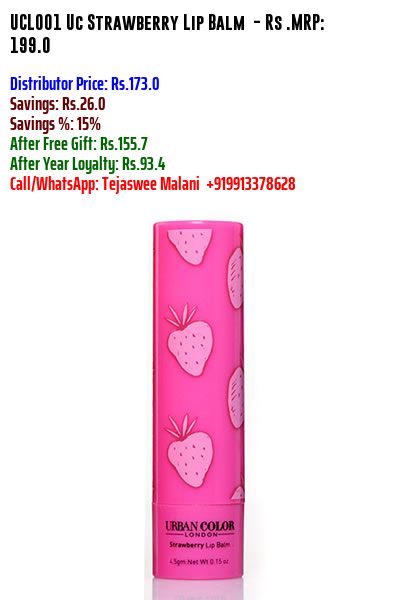 UCL001 Uc Strawberry Lip Balm - Rs .MRP:
199.0
Distributor Price: Rs.173.0
Savings: Rs.26.0
Savings %: 15%
After Free Gift: Rs.155.7
After Year Loyalty: Rs.93.4
Call/WhatsApp: Tejaswee Malani +919913378628
URBAN COLOR
LONDON
Strawberry Lip Balm
4.5gm Net Wt 0.15 oz